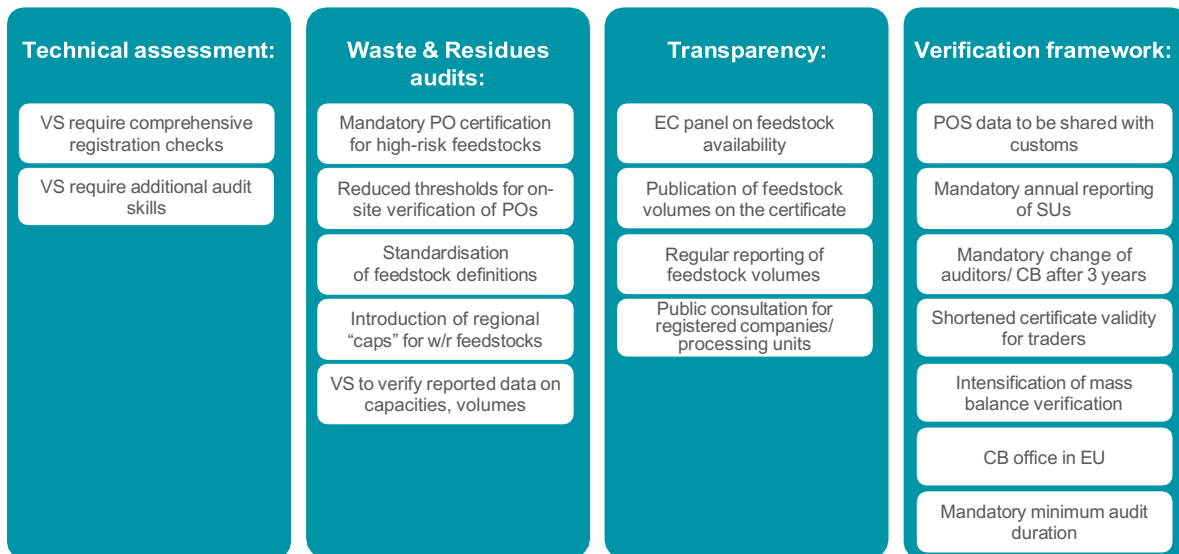 Technical assessment:
VS require comprehensive
registration checks
VS require additional audit
skills
Waste & Residues
audits:
Mandatory PO certification
for high-risk feedstocks
Reduced thresholds for on-
site verification of POs
Standardisation
of feedstock definitions
Introduction of regional
“caps” for w/r feedstocks
VS to verify reported data on
capacities, volumes
Transparency:
EC panel on feedstock
availability
Publication of feedstock
volumes on the certificate
Regular reporting of
feedstock volumes
Public consultation for
registered companies/
processing units
Verification framework:
POS data to be shared with
customs
Mandatory annual reporting
of SUs
Mandatory change of
auditors/ CB after 3 years
Shortened certificate validity
for traders
Intensification of mass
balance verification
CB office in EU
Mandatory minimum audit
duration